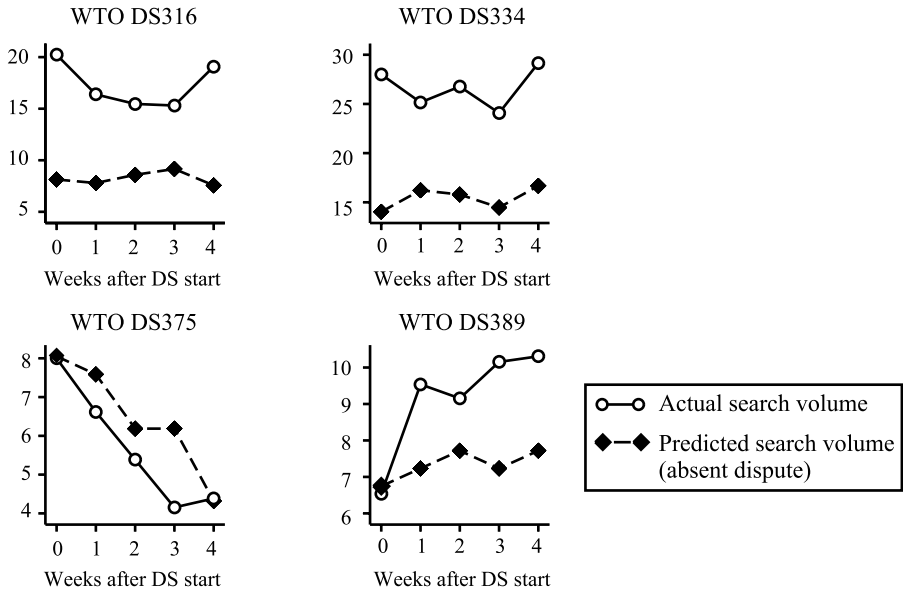 WTO DS316
20
15
10
5
0 1 2 3 4
Weeks after DS start
WTO DS334
30
25
20
15
0 1 2 3 4
Weeks after DS start
WTO DS375
8
7
6
5
4
0 1 2 3 4
Weeks after DS start
WTO DS389
10
9
8
7
6
0 1 2 3 4
Weeks after DS start
Actual search volume
Predicted search volume
(absent dispute)